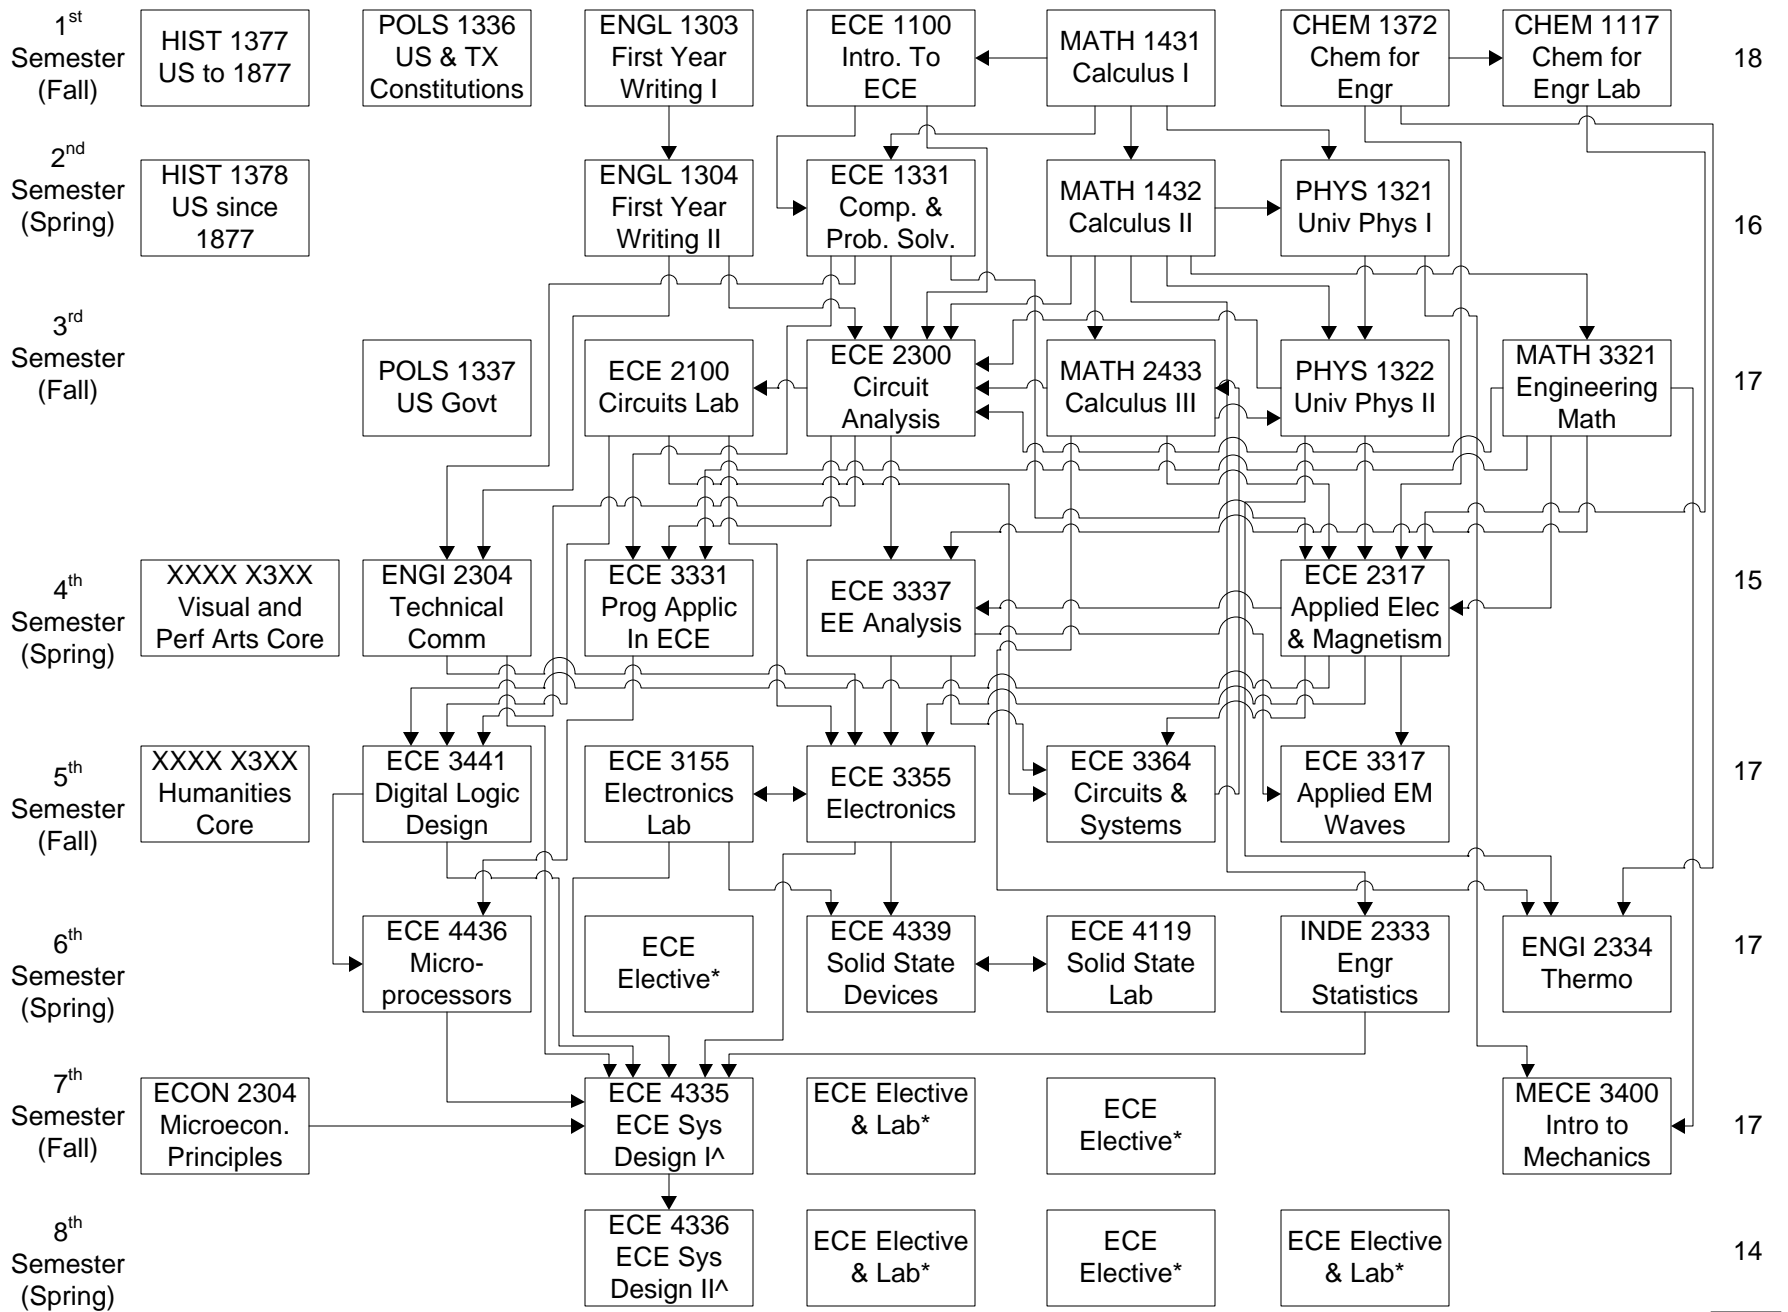 1st
Semester
(Fall)
HIST 1377
US to 1877
POLS 1336
US & TX
Constitutions
ENGL 1303
First Year
Writing I
ECE 1100
Intro. To
ECE
MATH 1431
Calculus I
CHEM 1372
Chem for
Engr
CHEM 1117
Chem for
Engr Lab
18
2nd
Semester
(Spring)
HIST 1378
US since
1877
ENGL 1304
First Year
Writing II
ECE 1331
Comp. &
Prob. Solv.
MATH 1432
Calculus II
PHYS 1321
Univ Phys I
16
3rd
Semester
(Fall)
POLS 1337
US Govt
ECE 2100
Circuits Lab
ECE 2300
Circuit
Analysis
MATH 2433
Calculus III
PHYS 1322
Univ Phys II
MATH 3321
Engineering
Math
17
4th
Semester
(Spring)
XXXX X3XX
Visual and
Perf Arts Core
ENGI 2304
Technical
Comm
ECE 3331
Prog Applic
In ECE
ECE 3337
EE Analysis
ECE 2317
Applied Elec
& Magnetism
15
5th
Semester
(Fall)
XXXX X3XX
Humanities
Core
ECE 3441
Digital Logic
Design
ECE 3155
Electronics
Lab
ECE 3355
Electronics
ECE 3364
Circuits &
Systems
ECE 3317
Applied EM
Waves
17
6th
Semester
(Spring)
ECE 4436
Micro-
processors
ECE
Elective*
ECE 4339
Solid State
Devices
ECE 4119
Solid State
Lab
INDE 2333
Engr
Statistics
ENGI 2334
Thermo
17
7th
Semester
(Fall)
ECON 2304
Microecon.
Principles
ECE 4335
ECE Sys
Design I^
ECE Elective
& Lab*
ECE
Elective*
MECE 3400
Intro to
Mechanics
17
8th
Semester
(Spring)
ECE 4336
ECE Sys
Design II^
ECE Elective
& Lab*
ECE
Elective*
ECE Elective
& Lab*
14